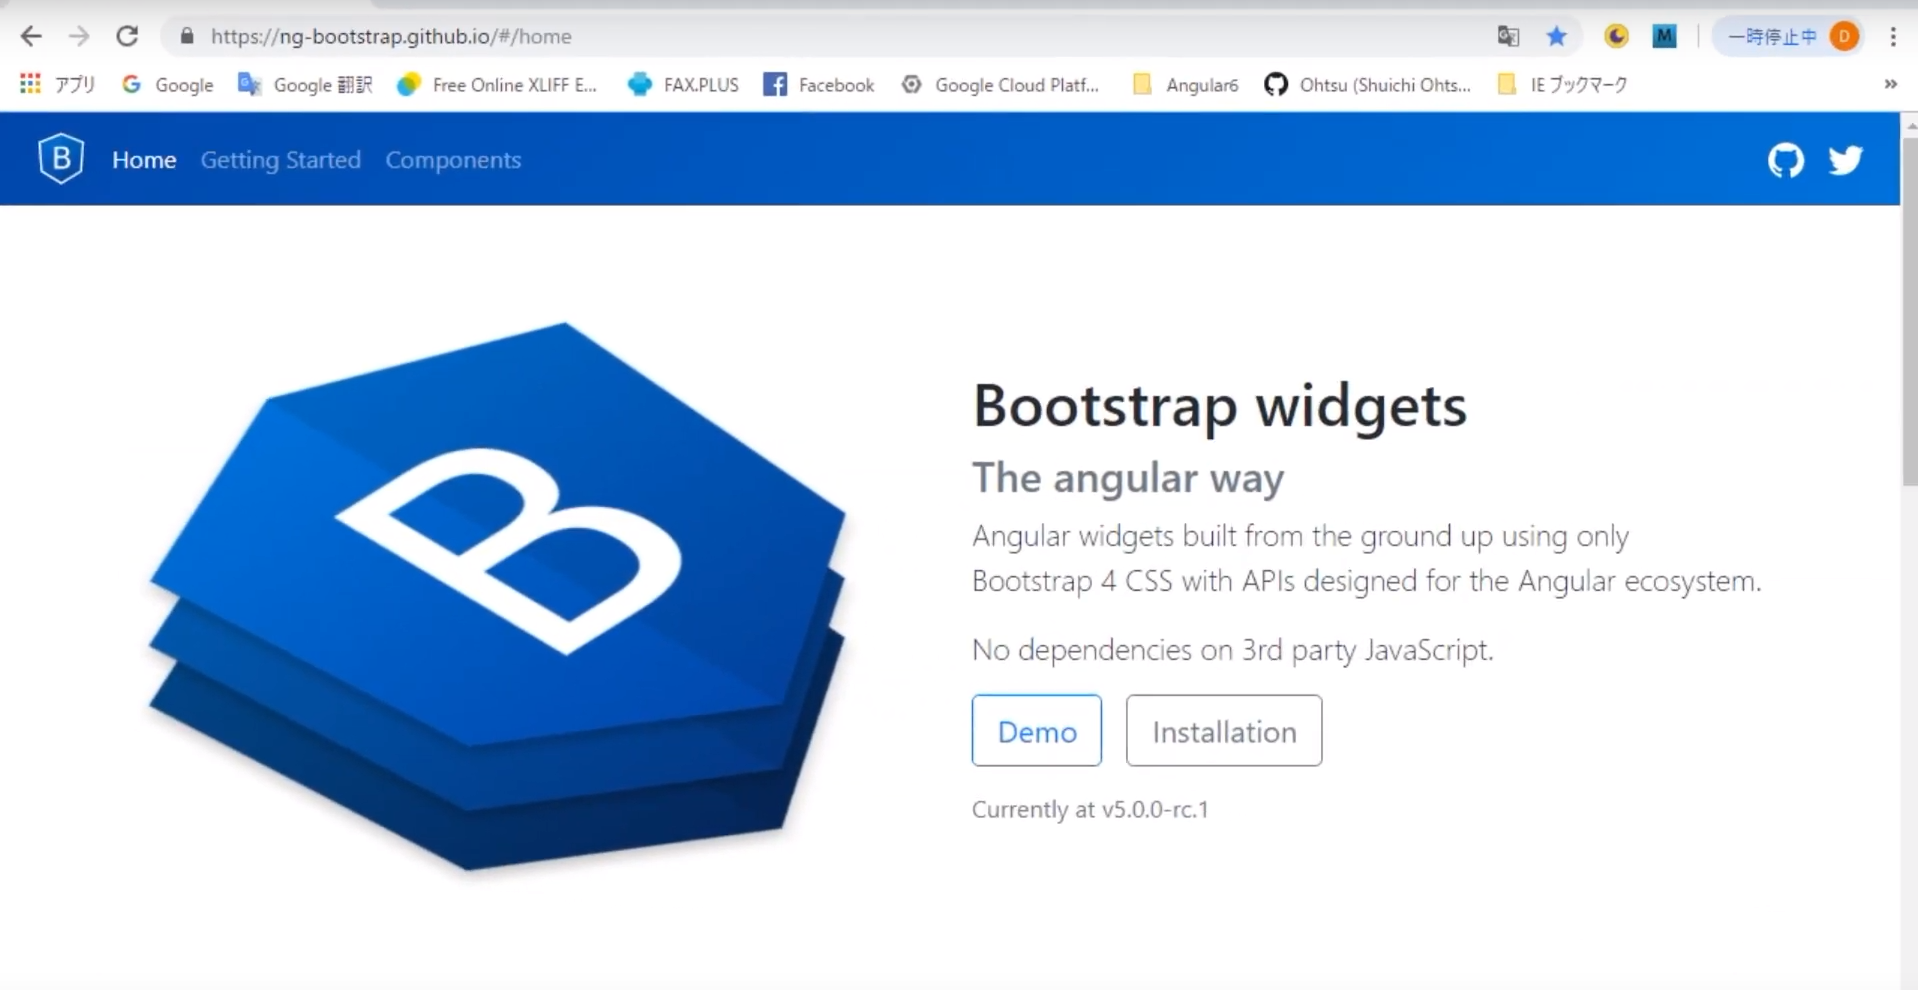 https://ng-bootstrap.github.io/#/home
M
一時停止中
D
アプリ
Google
Google 翻訳
Free Online XLIFF E...
FAX.PLUS
Facebook
Google Cloud Platf...
Angular6
Ohtsu (Shuichi Ohts...
IE ブックマーク
»
B
Home
Getting Started
Components
B
Bootstrap widgets
The angular way
Angular widgets built from the ground up using only
Bootstrap 4 CSS with APIs designed for the Angular ecosystem.
No dependencies on 3rd party JavaScript.
Demo
Installation
Currently at v5.0.0-rc.1